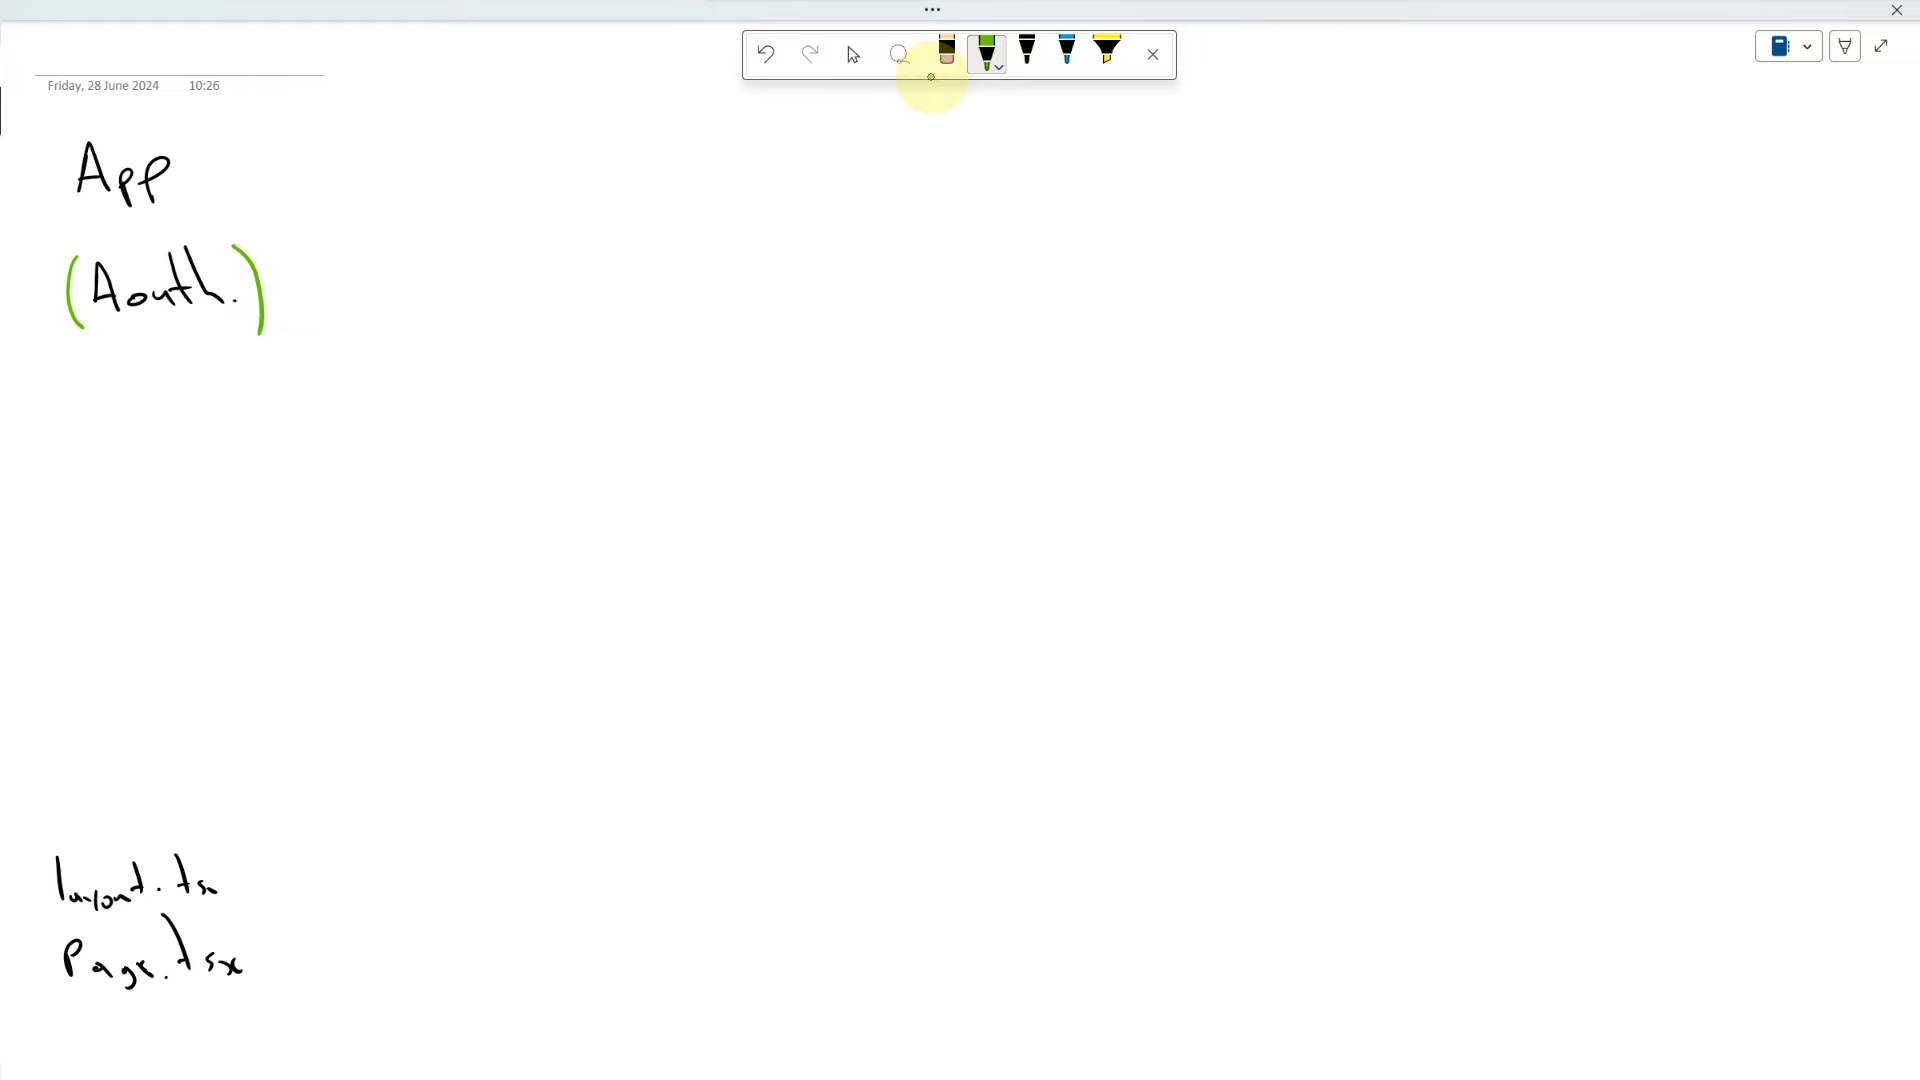 Friday, 28 June 2024 10:26
App
(Aouth.)
layout.tsx
Page.tsx